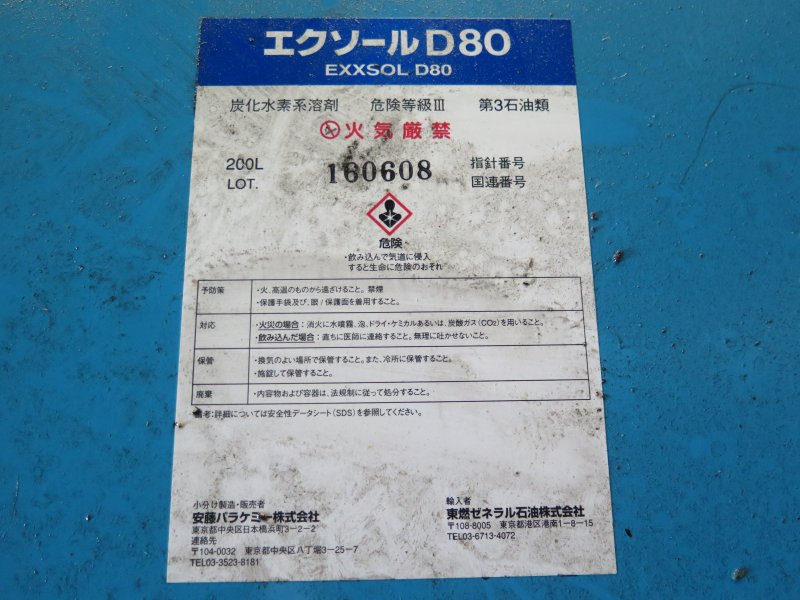 エクソールD80
EXXSOL D80
炭化水素系溶剤 危険等級Ⅲ 第3石油類
火気厳禁
200L 160608 指針番号
LOT. 国連番号
危険
・飲み込んで気道に侵入
すると生命に危険のおそれ
予防策 ・火、高温のものから遠ざけること。禁煙
・保護手袋及び、眼/保護面を着用すること。
対応 ・火災の場合：消火に水噴霧、泡、ドライ・ケミカルあるいは、炭酸ガス(CO₂)を用いること。
・飲み込んだ場合：直ちに医師に連絡すること。無理に吐かせないこと。
保管 ・換気のよい場所で保管すること。また、冷所に保管すること。
・施錠して保管すること。
廃棄 ・内容物および容器は、法規制に従って処分すること。
備考：詳細については安全性データシート(SDS)を参照してください。
小分け製造・販売者
安藤パラケミー株式会社
東京都中央区日本橋浜町3-2-2
連絡先
〒104-0032 東京都中央区八丁堀3-25-7
TEL03-3523-8181
輸入者
東燃ゼネラル石油株式会社
〒108-8005 東京都港区港南1-8-15
TEL03-6713-4072